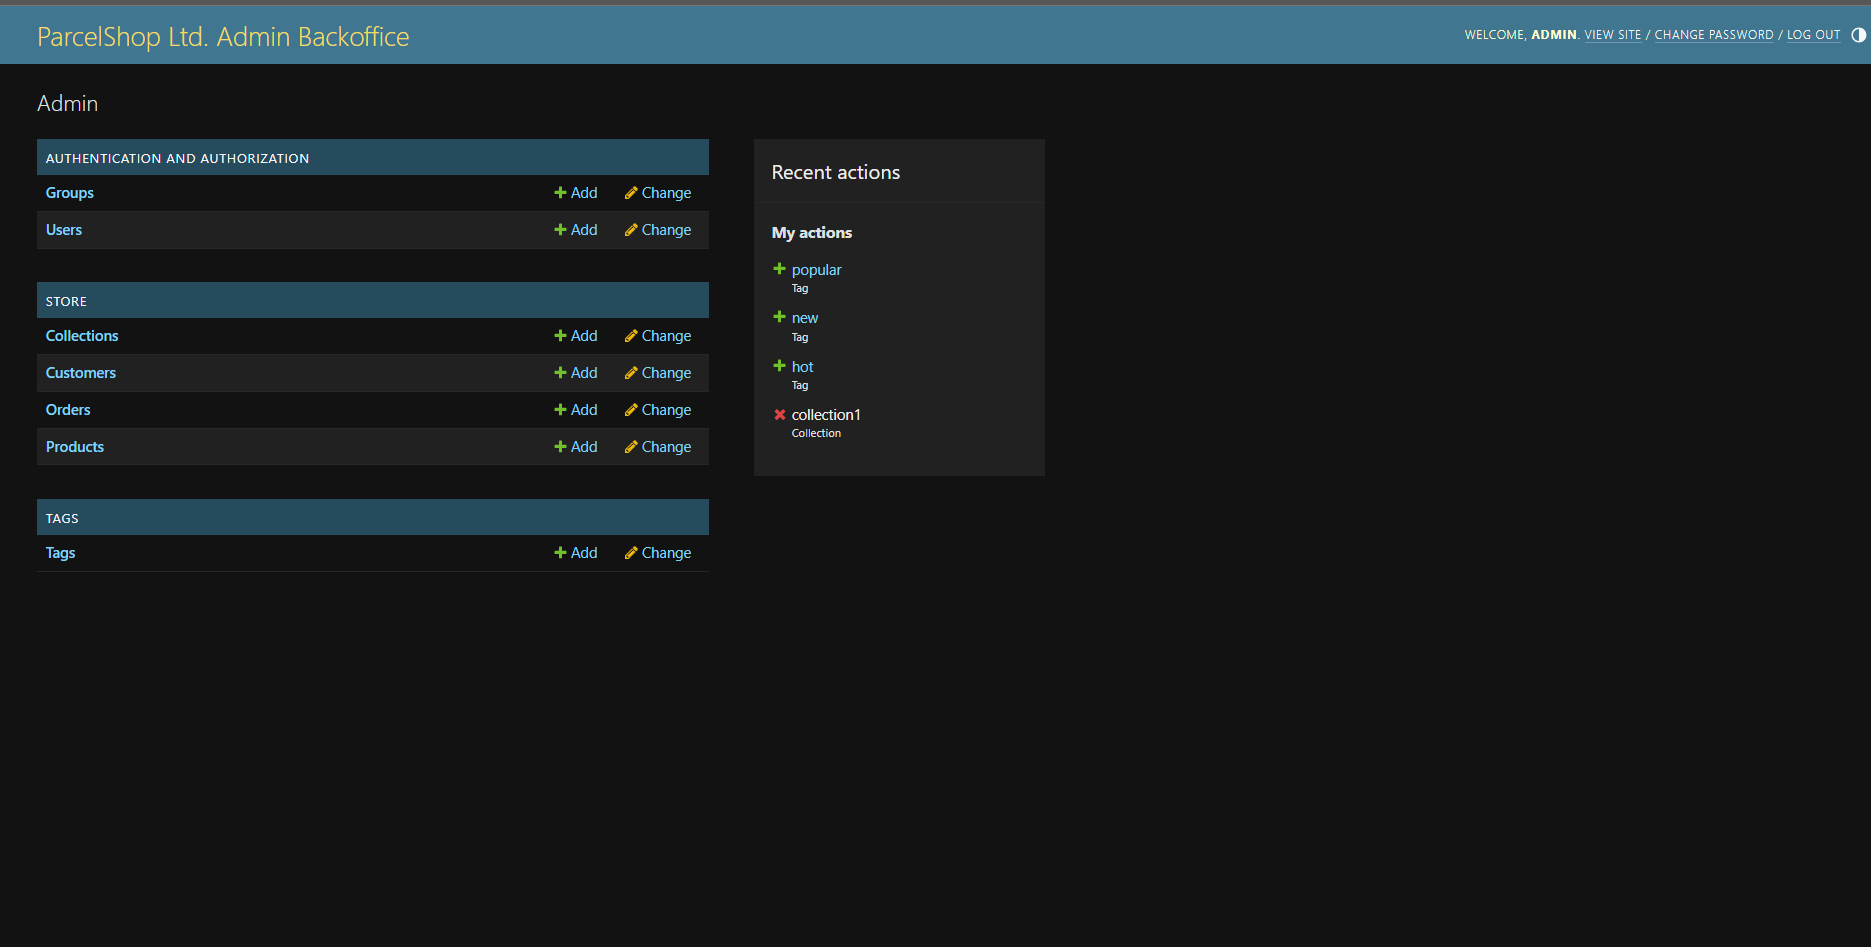 ParcelShop Ltd. Admin Backoffice
WELCOME, ADMIN. VIEW SITE / CHANGE PASSWORD / LOG OUT
Admin
AUTHENTICATION AND AUTHORIZATION
Groups Add Change
Users Add Change
STORE
Collections Add Change
Customers Add Change
Orders Add Change
Products Add Change
TAGS
Tags Add Change
Recent actions
My actions
popular
Tag
new
Tag
hot
Tag
collection1
Collection